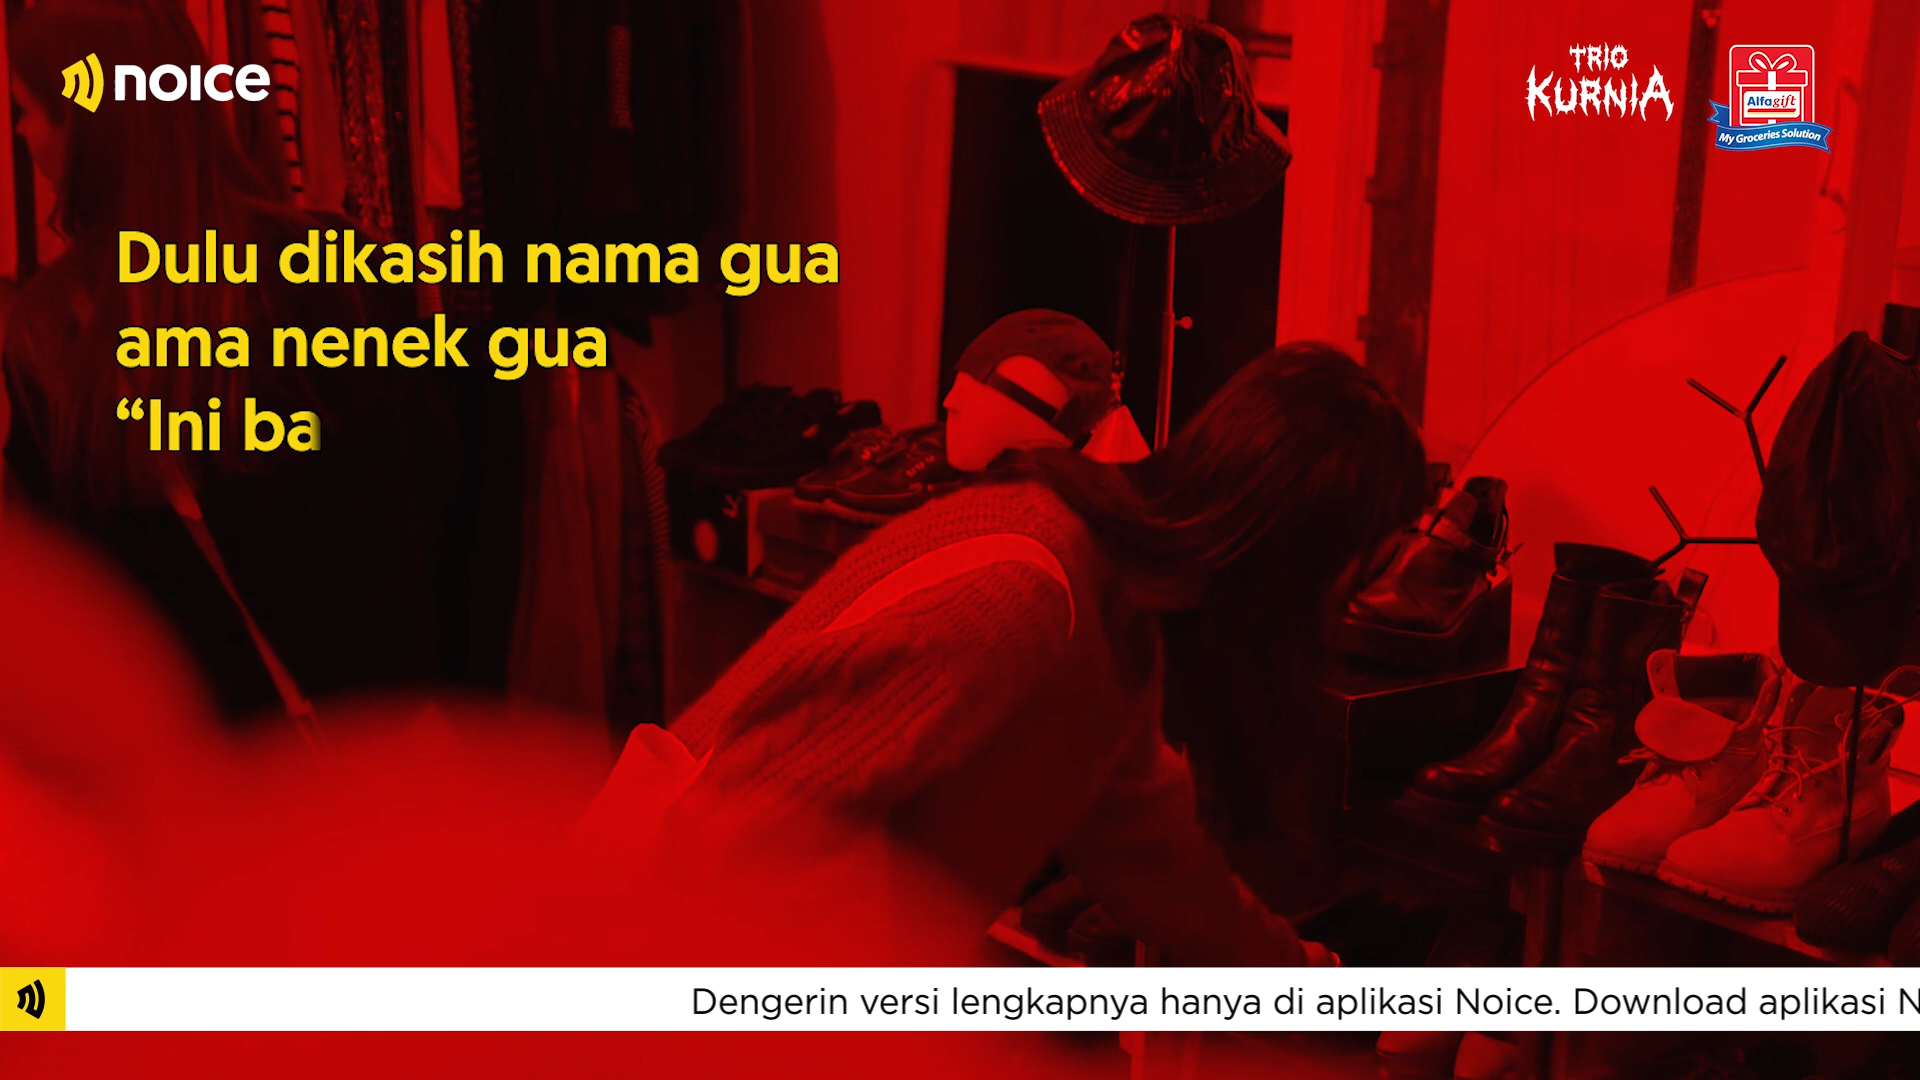 NOICE
TRIO
KURNIA
Alfagift
My Groceries Solution
Dulu dikasih nama gua
ama nenek gua
“Ini ba
Dengerin versi lengkapnya hanya di aplikasi Noice. Download aplikasi N